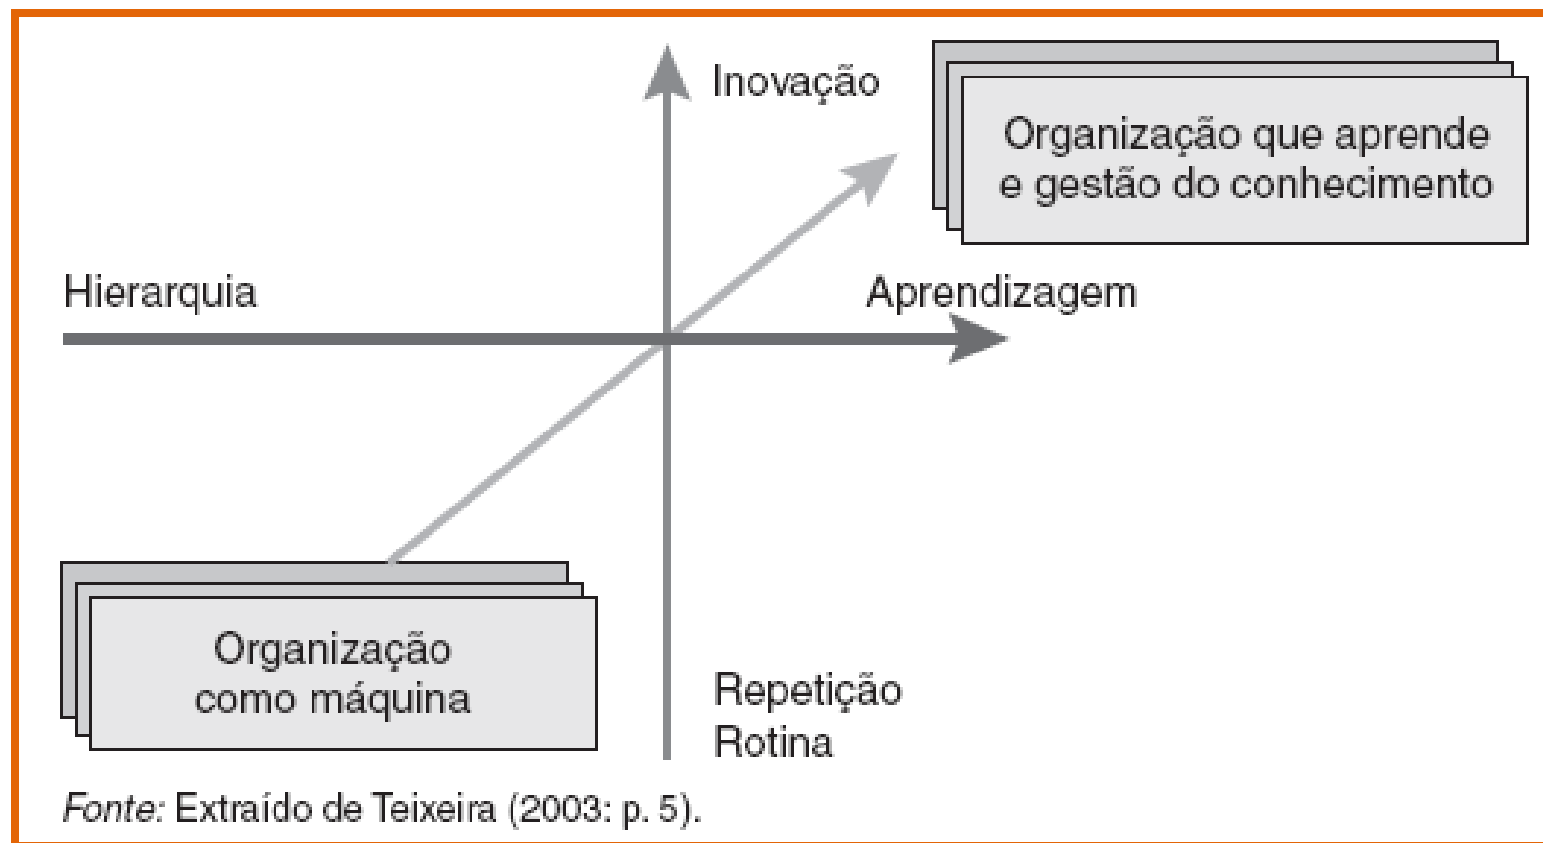 Inovação
Organização que aprende
e gestão do conhecimento
Hierarquia
Aprendizagem
Organização
como máquina
Repetição
Rotina
Fonte: Extraído de Teixeira (2003: p. 5).